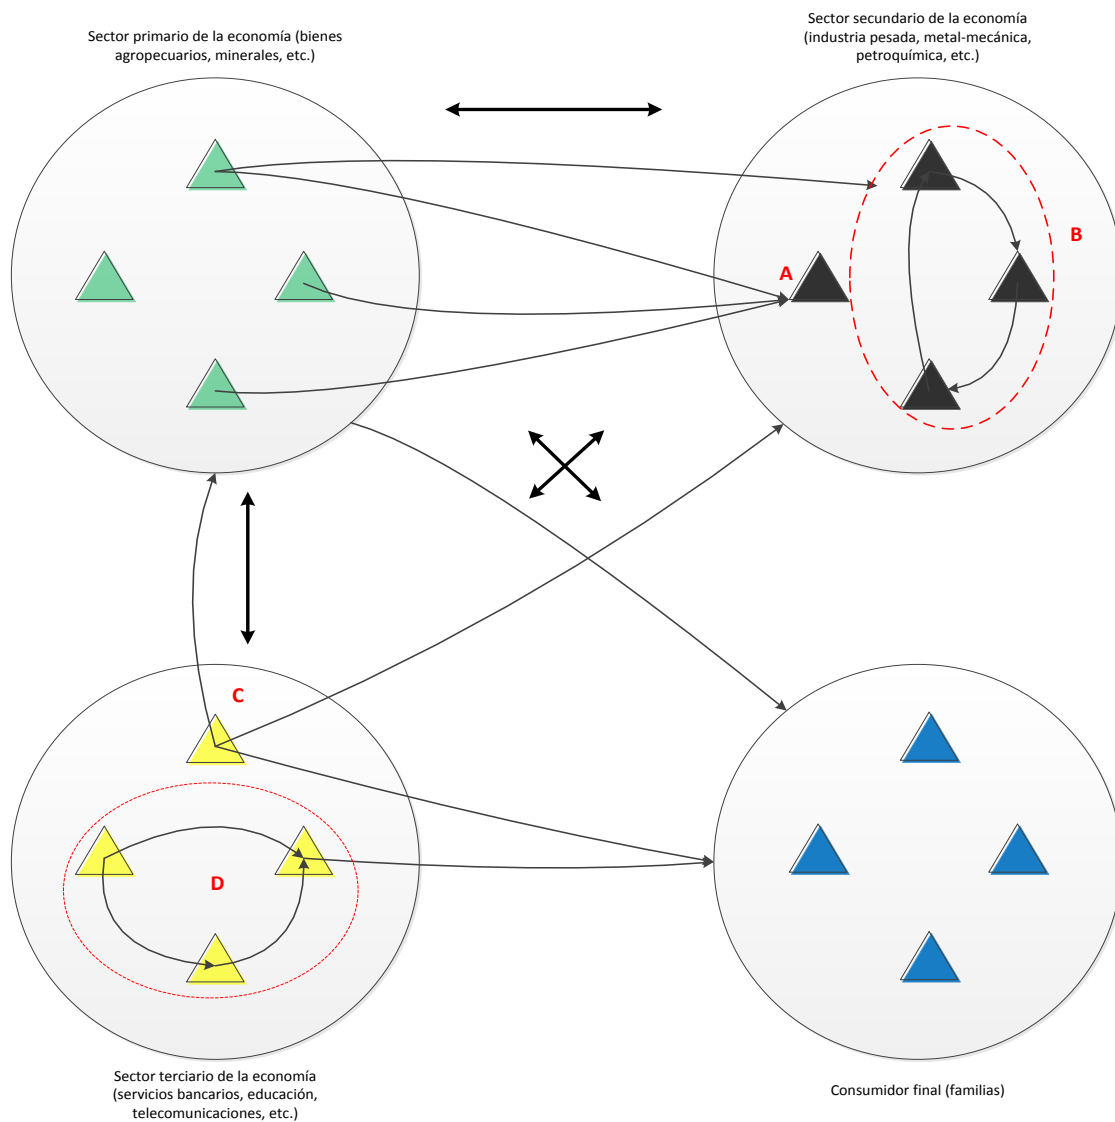 Sector primario de la economía (bienes
agropecuarios, minerales, etc.)
Sector secundario de la economía
(industria pesada, metal-mecánica,
petroquímica, etc.)
A
B
C
D
Sector terciario de la economía
(servicios bancarios, educación,
telecomunicaciones, etc.)
Consumidor final (familias)